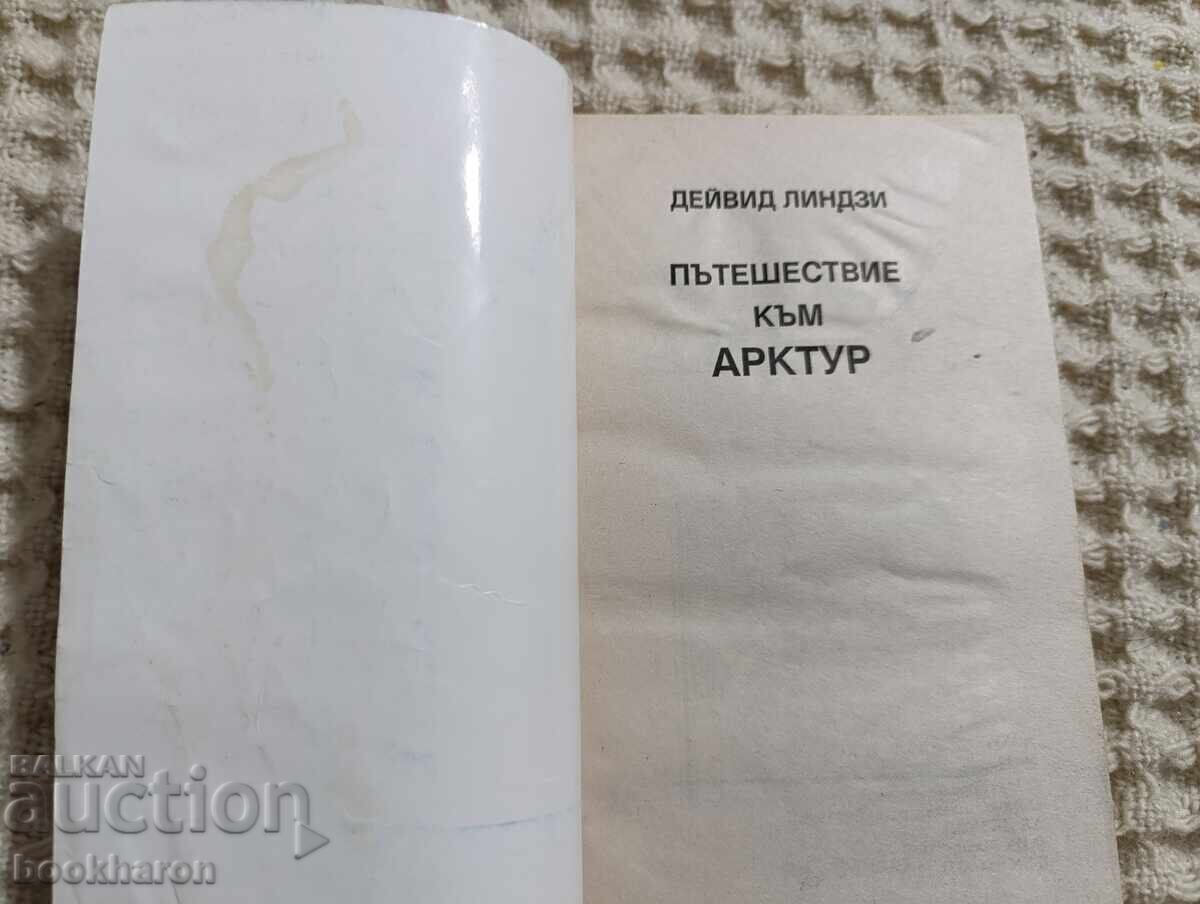 ДЕЙВИД ЛИНДЗИ
ПЪТЕШЕСТВИЕ
КЪМ
АРКТУР
BALKAN
auction
bookharon